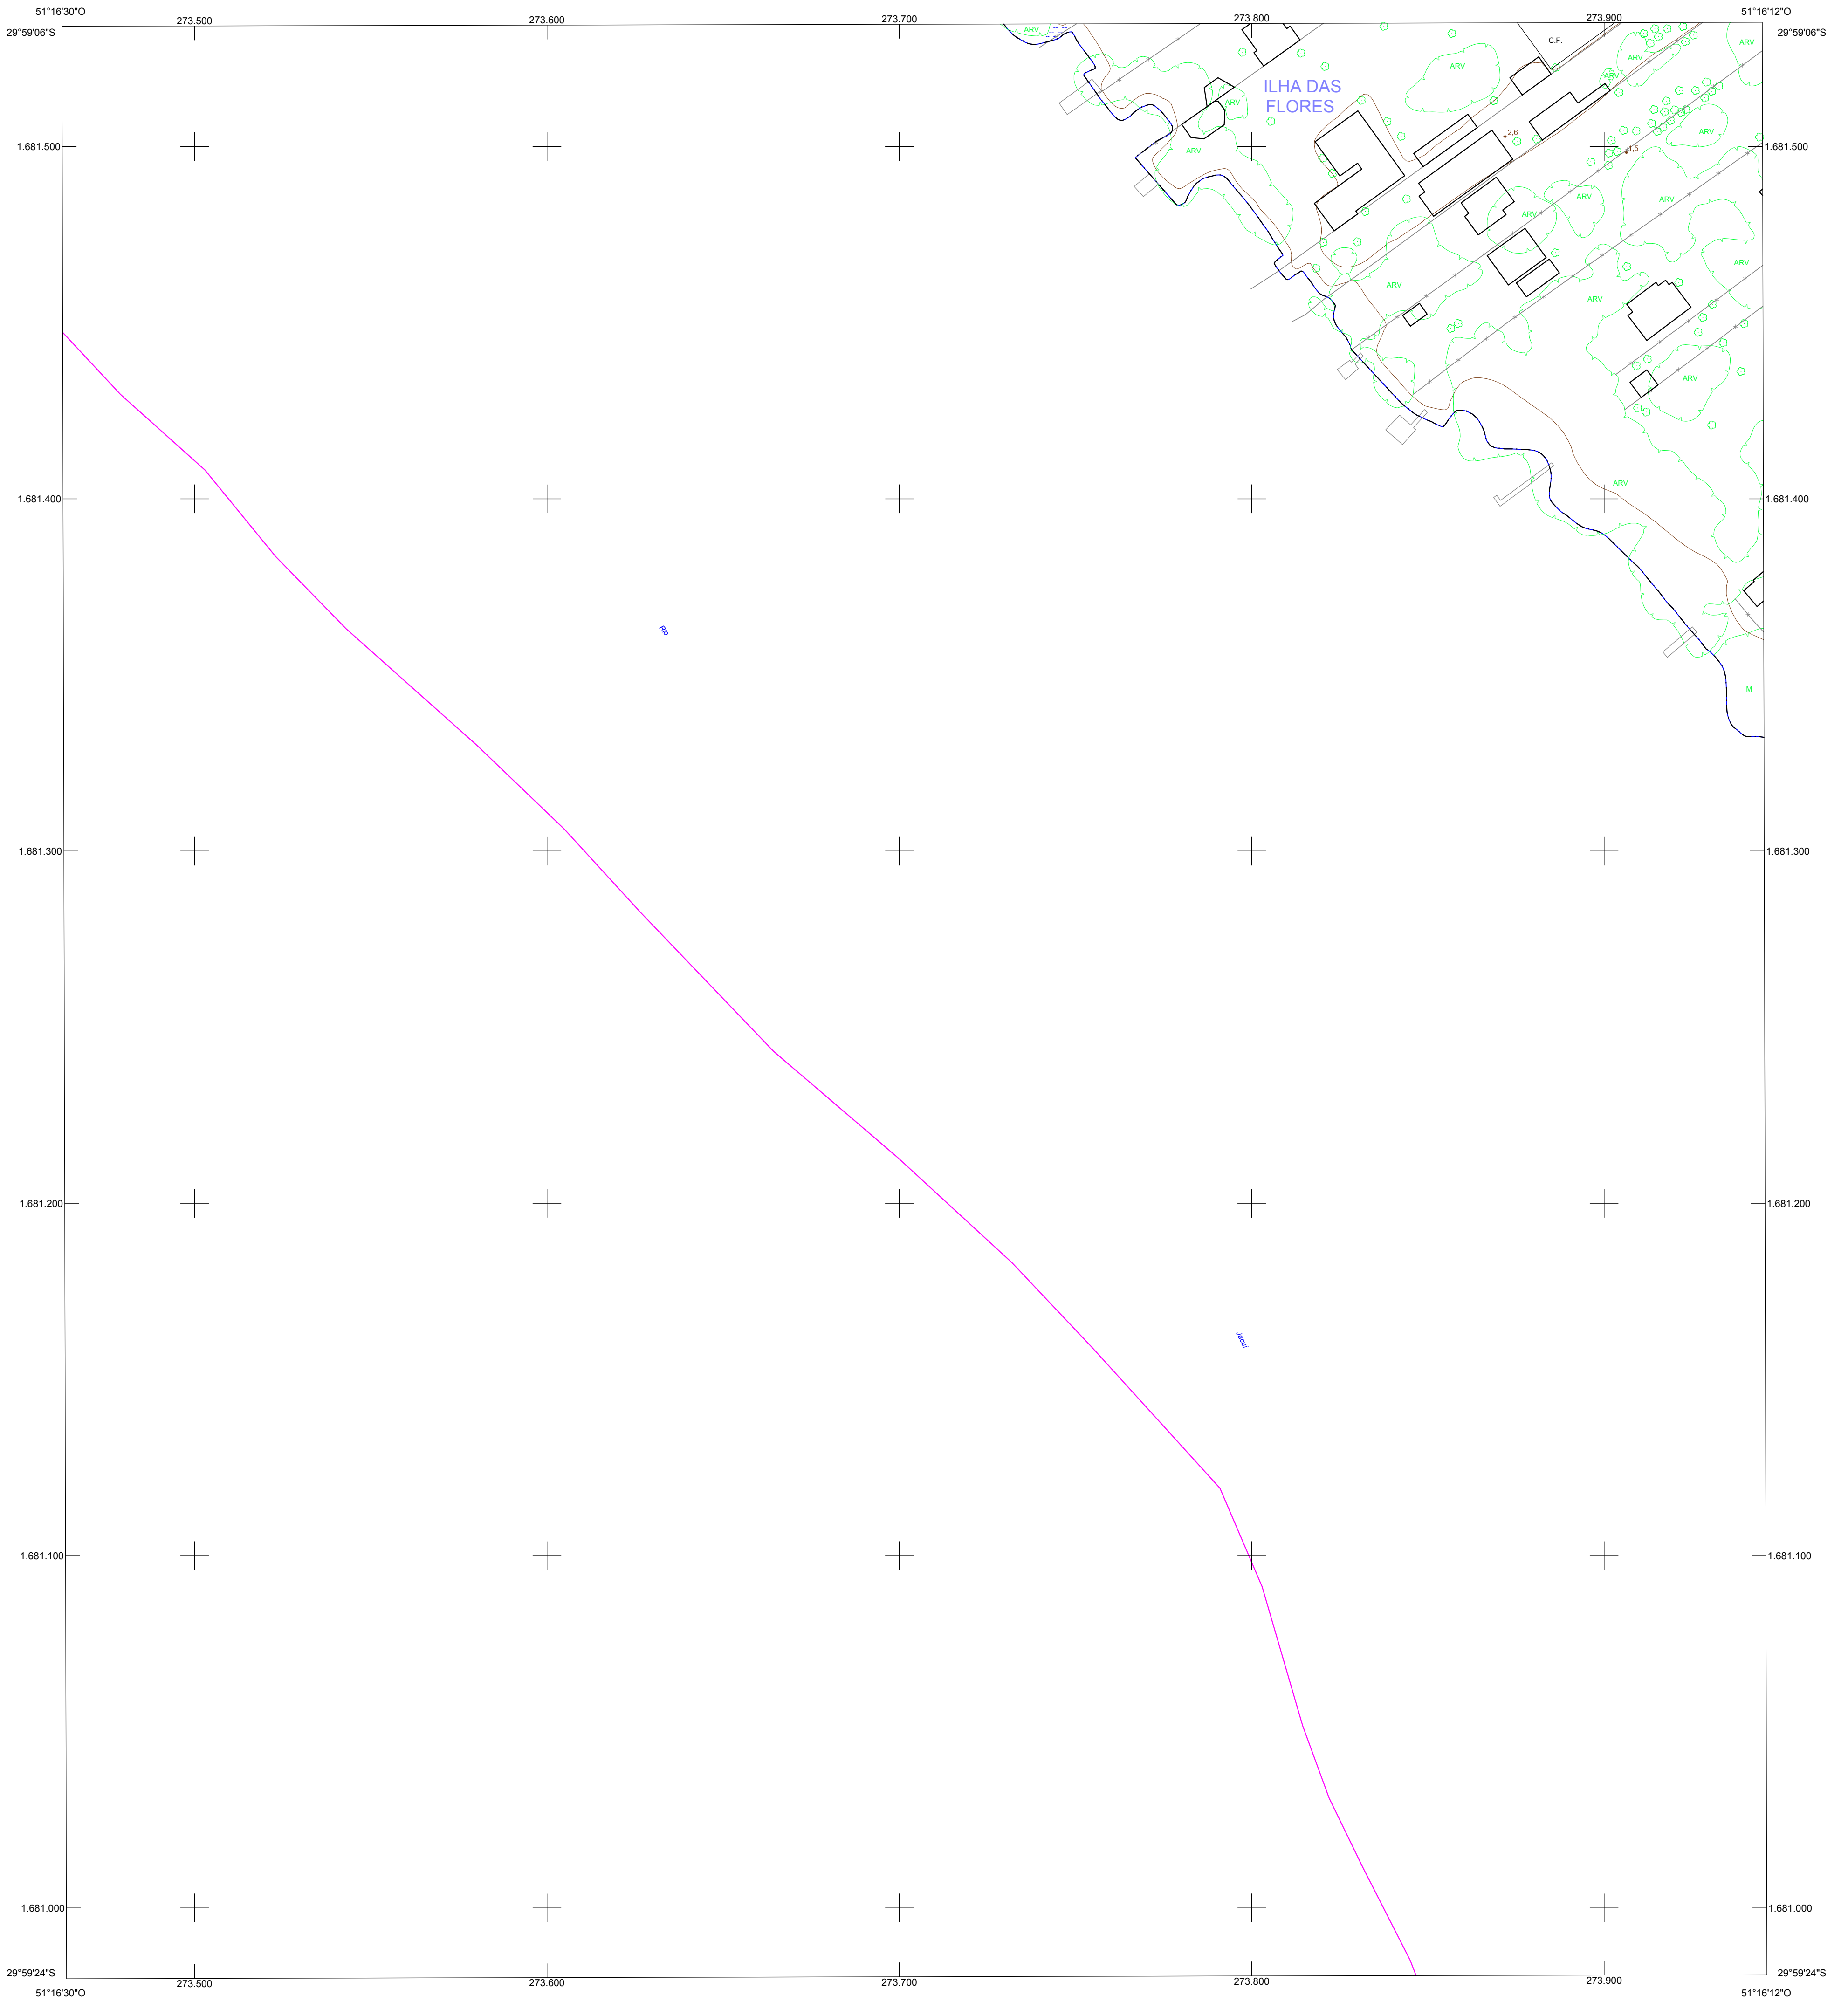 51°16'30"O
273.500
273.600
273.700
273.800
273.900
51°16'12"O
29°59'06"S
29°59'06"S
ARV
C.F.
ARV
ARV
ARV
ARV
ILHA DAS
FLORES
ARV
2,6
ARV
1.681.500
ARV
1,5
1.681.500
ARV
ARV
ARV
ARV
ARV
ARV
ARV
ARV
1.681.400
1.681.400
ARV
Rio
M
1.681.300
1.681.300
1.681.200
1.681.200
Jacuí
1.681.100
1.681.100
1.681.000
1.681.000
29°59'24"S
29°59'24"S
273.500
273.600
273.700
273.800
273.900
51°16'30"O
51°16'12"O